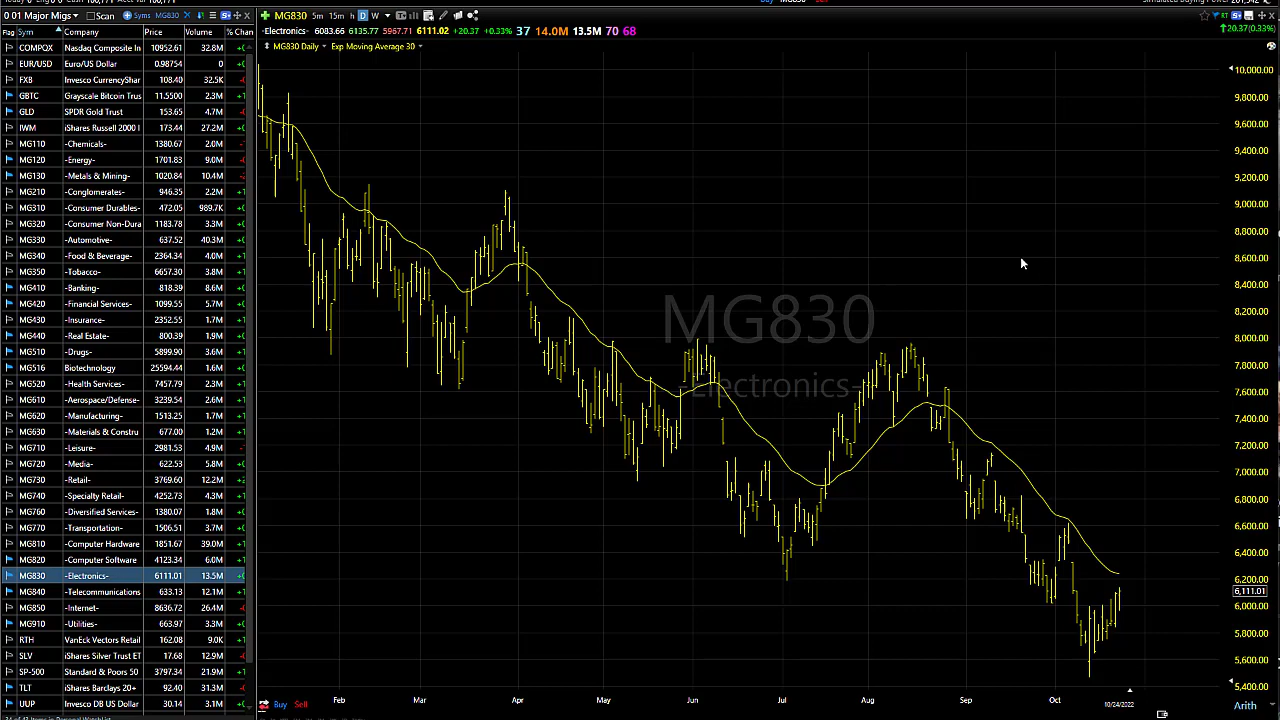 01 Major Migs Scan Syms MG830
Flag Sym Company Price Volume % Chan
COMPQX Nasdaq Composite In 10952.61 32.8M
EUR/USD Euro/US Dollar 0.98754 0
FXB Invesco CurrencyShar 108.40 32.5K
GBTC Grayscale Bitcoin Trus 11.5500 2.3M
GLD SPDR Gold Trust 153.65 4.7M
IWM iShares Russell 2000 I 173.44 27.2M
MG110 -Chemicals- 1380.67 2.0M
MG120 -Energy- 1701.83 9.0M
MG130 -Metals & Mining- 1020.84 10.4M
MG210 -Conglomerates- 946.35 2.2M
MG310 -Consumer Durables- 472.05 989.7K
MG320 -Consumer Non-Dura 1183.78 3.3M
MG330 -Automotive- 637.52 40.3M
MG340 -Food & Beverage- 2364.34 4.0M
MG350 -Tobacco- 6657.30 3.8M
MG410 -Banking- 818.39 8.6M
MG420 -Financial Services- 1099.55 5.7M
MG430 -Insurance- 2352.55 1.7M
MG440 -Real Estate- 800.39 1.9M
MG510 -Drugs- 5899.90 3.6M
MG516 Biotechnology 25594.44 1.6M
MG520 -Health Services- 7457.79 2.3M
MG610 -Aerospace/Defense- 3239.54 2.6M
MG620 -Manufacturing- 1513.25 1.7M
MG630 -Materials & Constru 677.00 1.2M
MG710 -Leisure- 2981.53 4.9M
MG720 -Media- 622.53 5.8M
MG730 -Retail- 3769.60 12.2M
MG740 -Specialty Retail- 4252.73 4.3M
MG760 -Diversified Services- 1380.07 1.8M
MG770 -Transportation- 1506.51 3.7M
MG810 -Computer Hardware 1851.67 39.0M
MG820 -Computer Software 4123.34 6.0M
MG830 -Electronics- 6111.01 13.5M
MG840 -Telecommunications 633.13 12.1M
MG850 -Internet- 8636.72 26.4M
MG910 -Utilities- 663.97 3.3M
RTH VanEck Vectors Retail 162.08 9.0K
SLV iShares Silver Trust ET 17.68 12.9M
SP-500 Standard & Poors 50 3797.34 21.9M
TLT iShares Barclays 20+ 92.40 31.3M
UUP Invesco DB US Dollar 30.14 3.1M
MG830 5m 15m h D W
-Electronics- 6083.66 6135.77 5967.71 6111.02 +20.37 +0.33% 37 14.0M 13.5M 70 68
20.37(0.33%)
MG830 Daily Exp Moving Average 30
MG830
-Electronics-
10,000.00
9,800.00
9,600.00
9,400.00
9,200.00
9,000.00
8,800.00
8,600.00
8,400.00
8,200.00
8,000.00
7,800.00
7,600.00
7,400.00
7,200.00
7,000.00
6,800.00
6,600.00
6,400.00
6,200.00
6,111.01
6,000.00
5,800.00
5,600.00
5,400.00
Feb Mar Apr May Jun Jul Aug Sep Oct
Buy Sell 10/24/2022 Arith